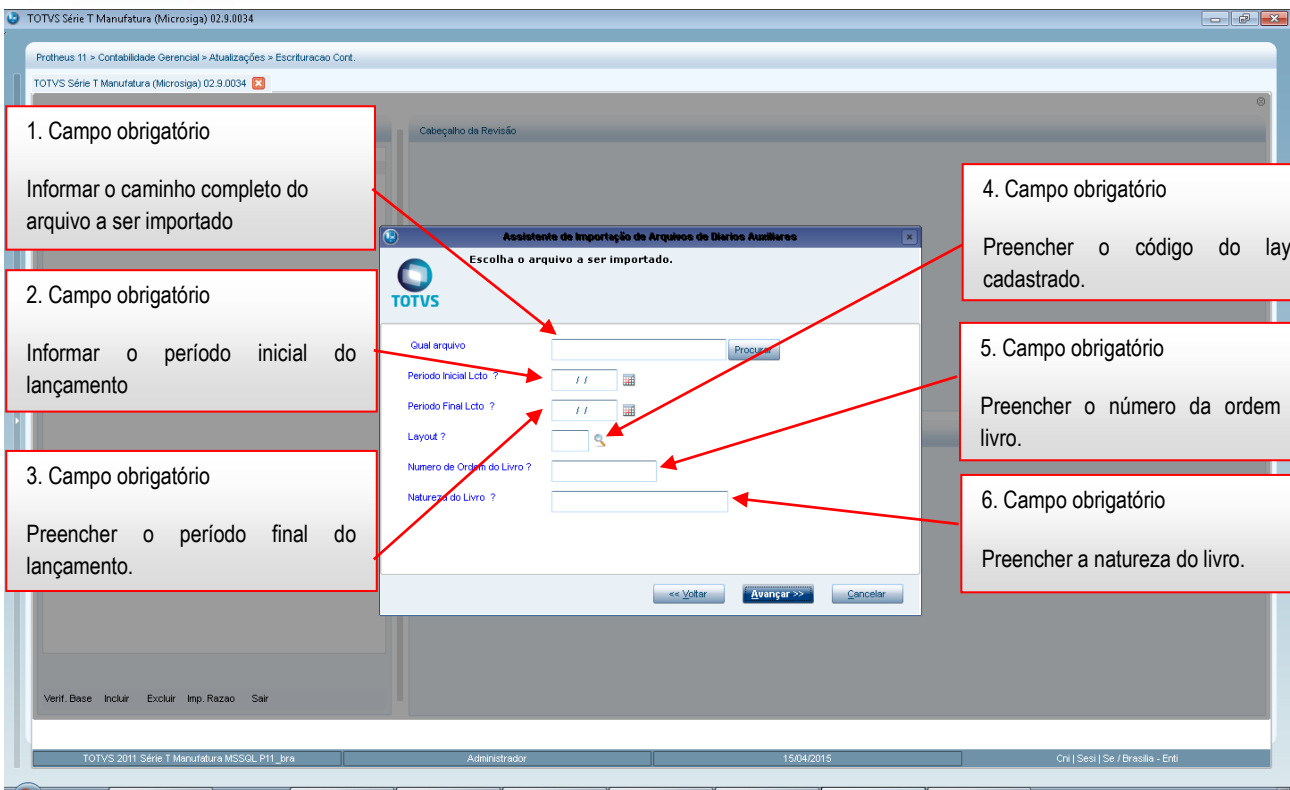 TOTVS Série T Manufatura (Microsiga) 02.9.0034
Protheus 11 > Contabilidade Gerencial > Atualizações > Escrituracao Cont.
TOTVS Série T Manufatura (Microsiga) 02.9.0034
1. Campo obrigatório
Informar o caminho completo do
arquivo a ser importado
2. Campo obrigatório
Informar o período inicial do
lançamento
3. Campo obrigatório
Preencher o período final do
lançamento.
Cabeçalho da Revisão
Assistente de Importação de Arquivos de Diarios Auxiliares
Escolha o arquivo a ser importado.
TOTVS
Qual arquivo
Procurar
Periodo Inicial Lcto ?
/ /
Periodo Final Lcto ?
/ /
Layout ?
Numero de Ordem do Livro ?
Natureza do Livro ?
<< Voltar
Avançar >>
Cancelar
4. Campo obrigatório
Preencher o código do lay
cadastrado.
5. Campo obrigatório
Preencher o número da ordem
livro.
6. Campo obrigatório
Preencher a natureza do livro.
Verif. Base Incluir Excluir Imp. Razao Sair
TOTVS 2011 Série T Manufatura MSSQL P11_bra
Administrador
15/04/2015
Cni | Sesi | Se / Brasilia - Enti